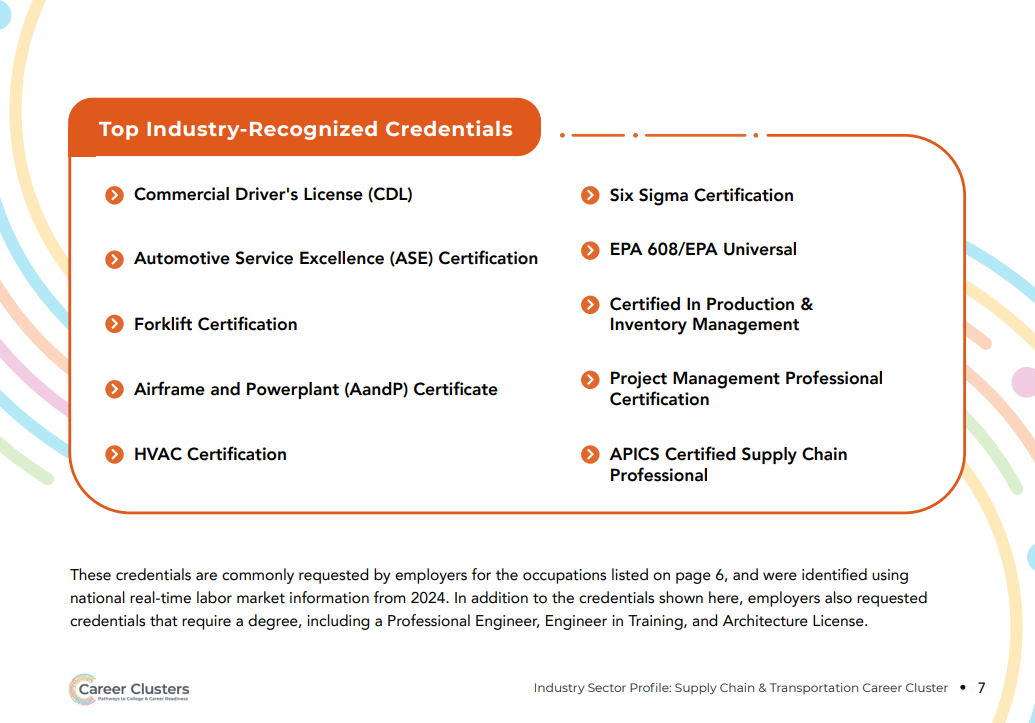 Top Industry-Recognized Credentials
Commercial Driver's License (CDL)
Automotive Service Excellence (ASE) Certification
Forklift Certification
Airframe and Powerplant (AandP) Certificate
HVAC Certification
Six Sigma Certification
EPA 608/EPA Universal
Certified In Production &
Inventory Management
Project Management Professional
Certification
APICS Certified Supply Chain
Professional
These credentials are commonly requested by employers for the occupations listed on page 6, and were identified using
national real-time labor market information from 2024. In addition to the credentials shown here, employers also requested
credentials that require a degree, including a Professional Engineer, Engineer in Training, and Architecture License.
Career Clusters
Pathways to College & Career Readiness
Industry Sector Profile: Supply Chain & Transportation Career Cluster • 7